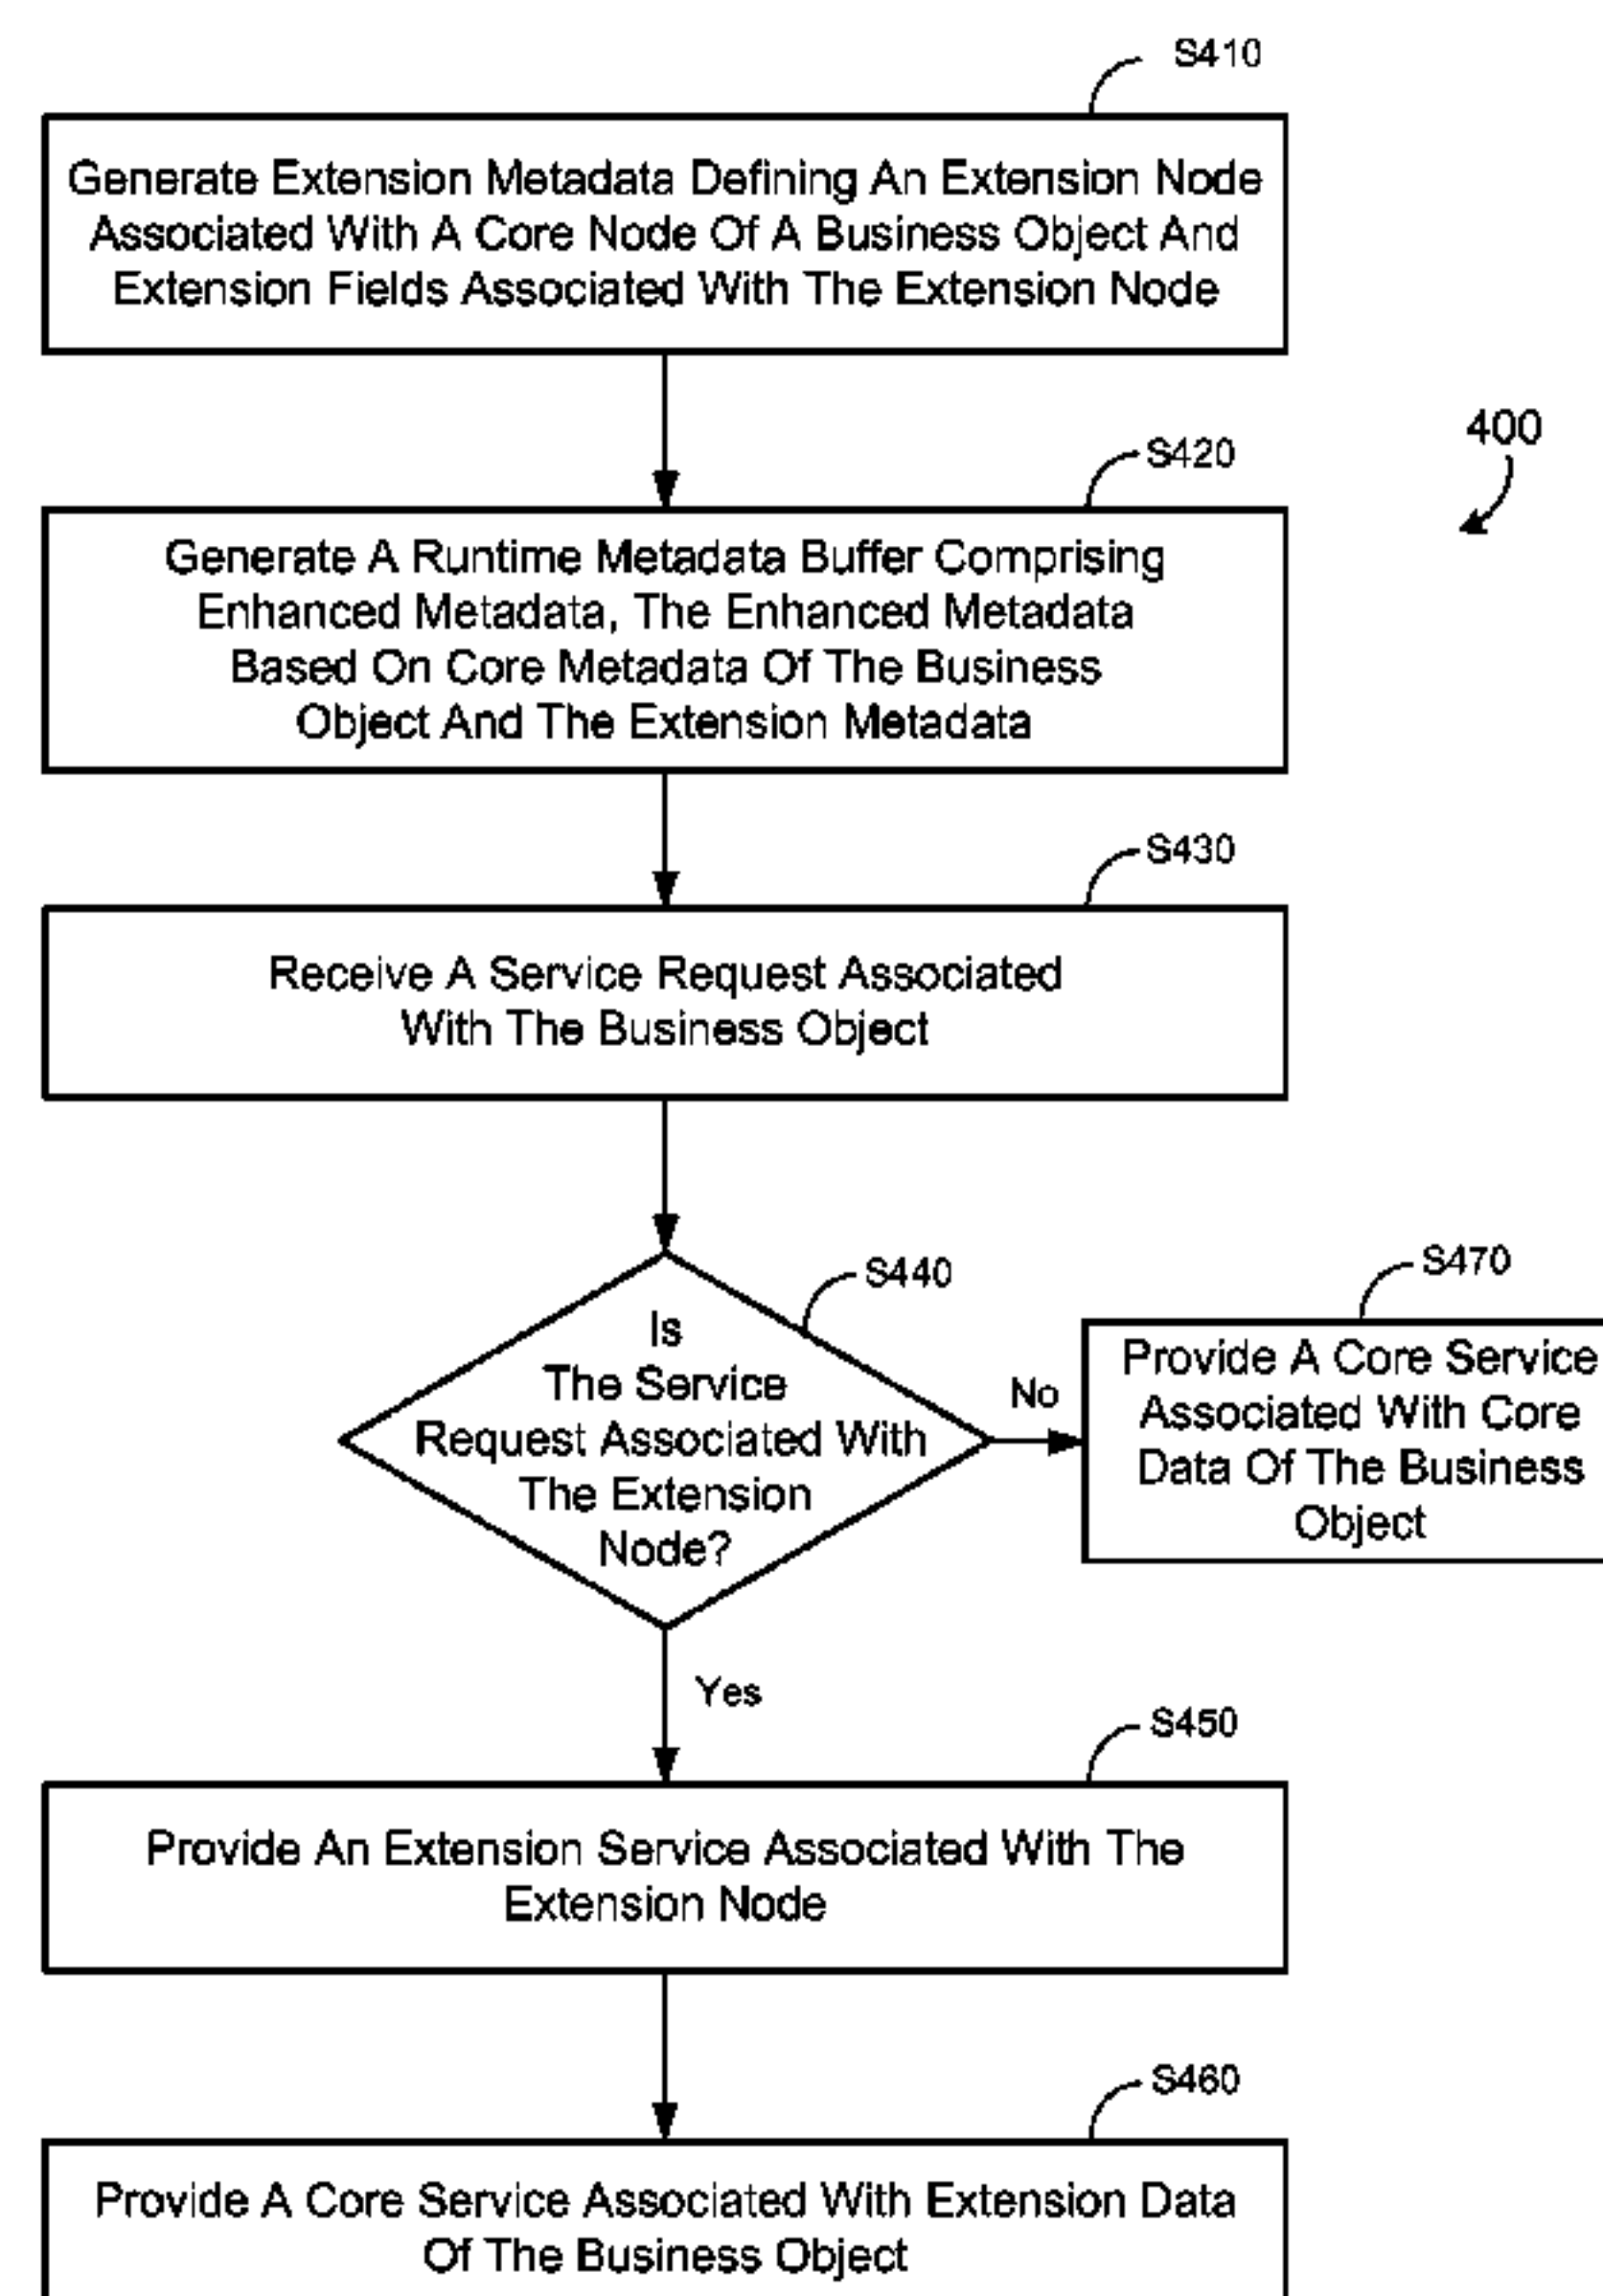 S410
Generate Extension Metadata Defining An Extension Node
Associated With A Core Node Of A Business Object And
Extension Fields Associated With The Extension Node
400
S420
Generate A Runtime Metadata Buffer Comprising
Enhanced Metadata, The Enhanced Metadata
Based On Core Metadata Of The Business
Object And The Extension Metadata
S430
Receive A Service Request Associated
With The Business Object
S440
Is
The Service
Request Associated With
The Extension
Node?
No
S470
Provide A Core Service
Associated With Core
Data Of The Business
Object
Yes
S450
Provide An Extension Service Associated With The
Extension Node
S460
Provide A Core Service Associated With Extension Data
Of The Business Object